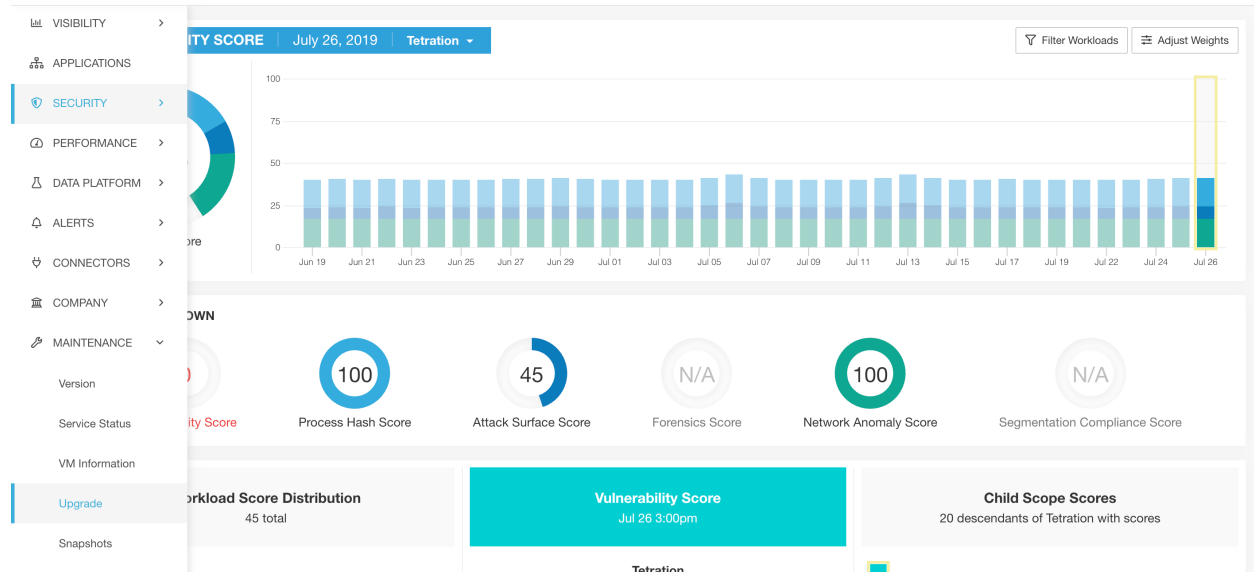 VISIBILITY
APPLICATIONS
SECURITY
PERFORMANCE
DATA PLATFORM
ALERTS
CONNECTORS
COMPANY
MAINTENANCE
Version
Service Status
VM Information
Upgrade
Snapshots
ITY SCORE July 26, 2019 Tetration
Filter Workloads Adjust Weights
100
75
50
25
0
Jun 19 Jun 21 Jun 23 Jun 25 Jun 27 Jun 29 Jul 01 Jul 03 Jul 05 Jul 07 Jul 09 Jul 11 Jul 13 Jul 15 Jul 17 Jul 19 Jul 22 Jul 24 Jul 26
ore
OWN
100 45 N/A 100 N/A
ity Score Process Hash Score Attack Surface Score Forensics Score Network Anomaly Score Segmentation Compliance Score
rkload Score Distribution
45 total
Vulnerability Score
Jul 26 3:00pm
Child Scope Scores
20 descendants of Tetration with scores
Tetration